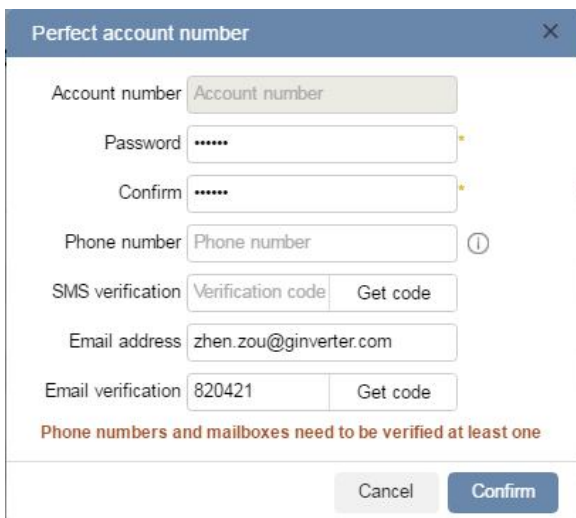 Perfect account number
Account number Account number
Password •••••• *
Confirm •••••• *
Phone number Phone number
SMS verification Verification code Get code
Email address zhen.zou@ginverter.com
Email verification 820421 Get code
Phone numbers and mailboxes need to be verified at least one
Cancel Confirm